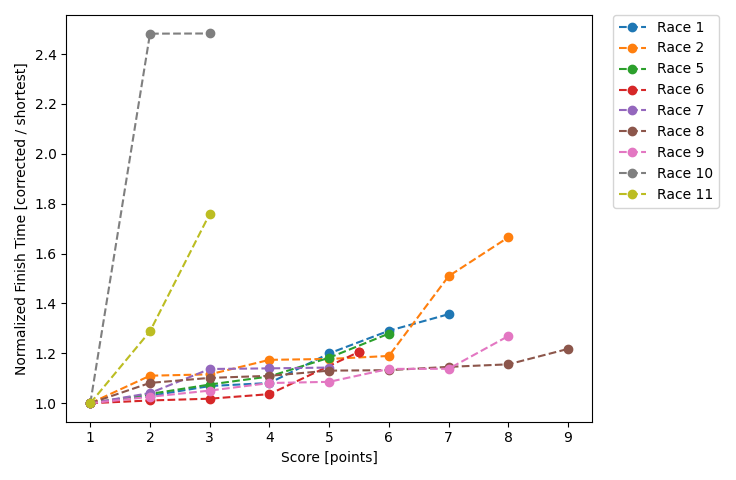 Normalized Finish Time [corrected / shortest]
2.4
2.2
2.0
1.8
1.6
1.4
1.2
1.0
1 2 3 4 5 6 7 8 9
Score [points]
Race 1
Race 2
Race 5
Race 6
Race 7
Race 8
Race 9
Race 10
Race 11